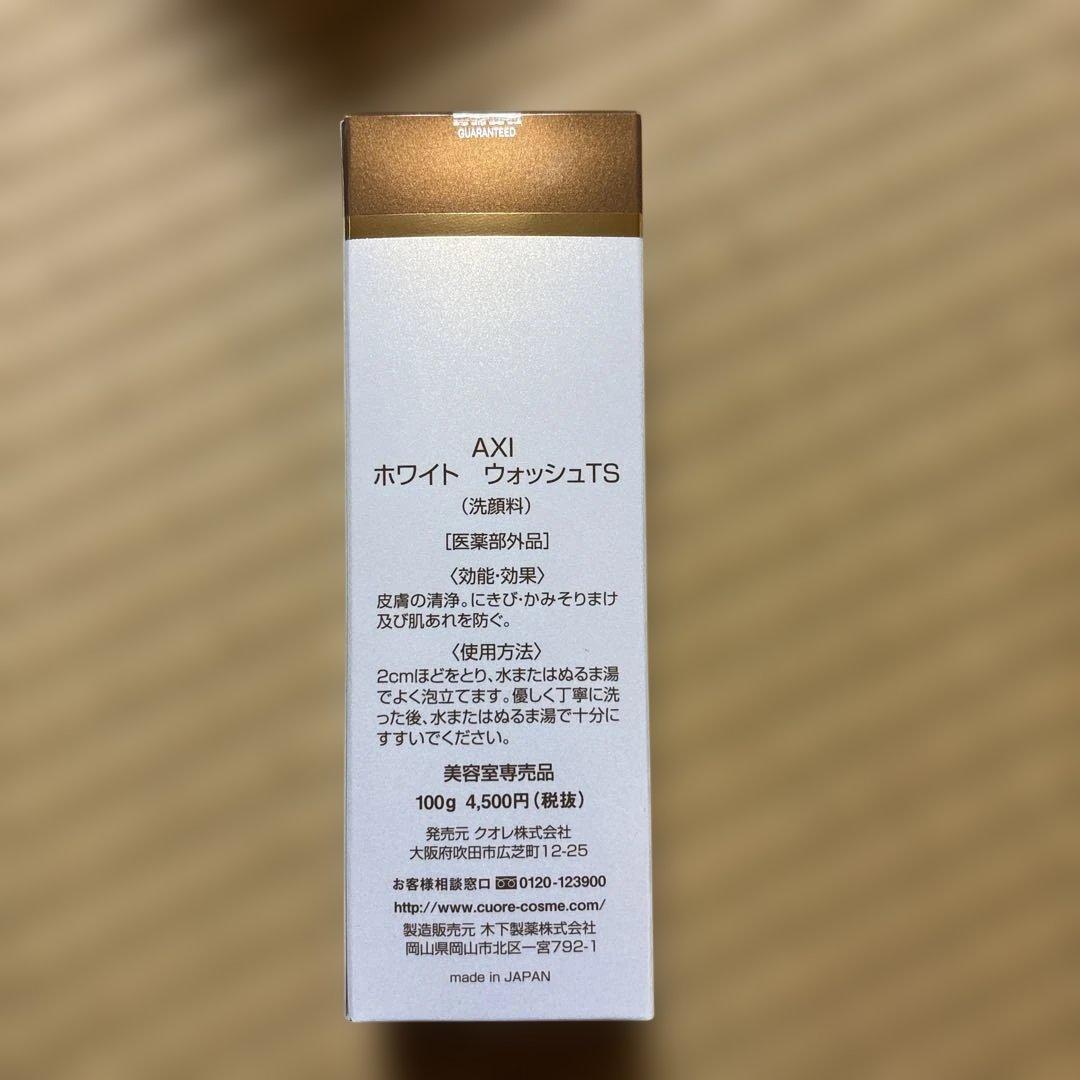 GUARANTEED
AXI
ホワイト　ウォッシュTS
（洗顔料）
［医薬部外品］
〈効能・効果〉
皮膚の清浄。にきび・かみそりまけ
及び肌あれを防ぐ。
〈使用方法〉
2cmほどをとり、水またはぬるま湯
でよく泡立てます。優しく丁寧に洗
った後、水またはぬるま湯で十分に
すすいでください。
美容室専売品
100g 4,500円（税抜）
発売元 クオレ株式会社
大阪府吹田市広芝町12-25
お客様相談窓口 0120-123900
http://www.cuore-cosme.com/
製造販売元 木下製薬株式会社
岡山県岡山市北区一宮792-1
made in JAPAN